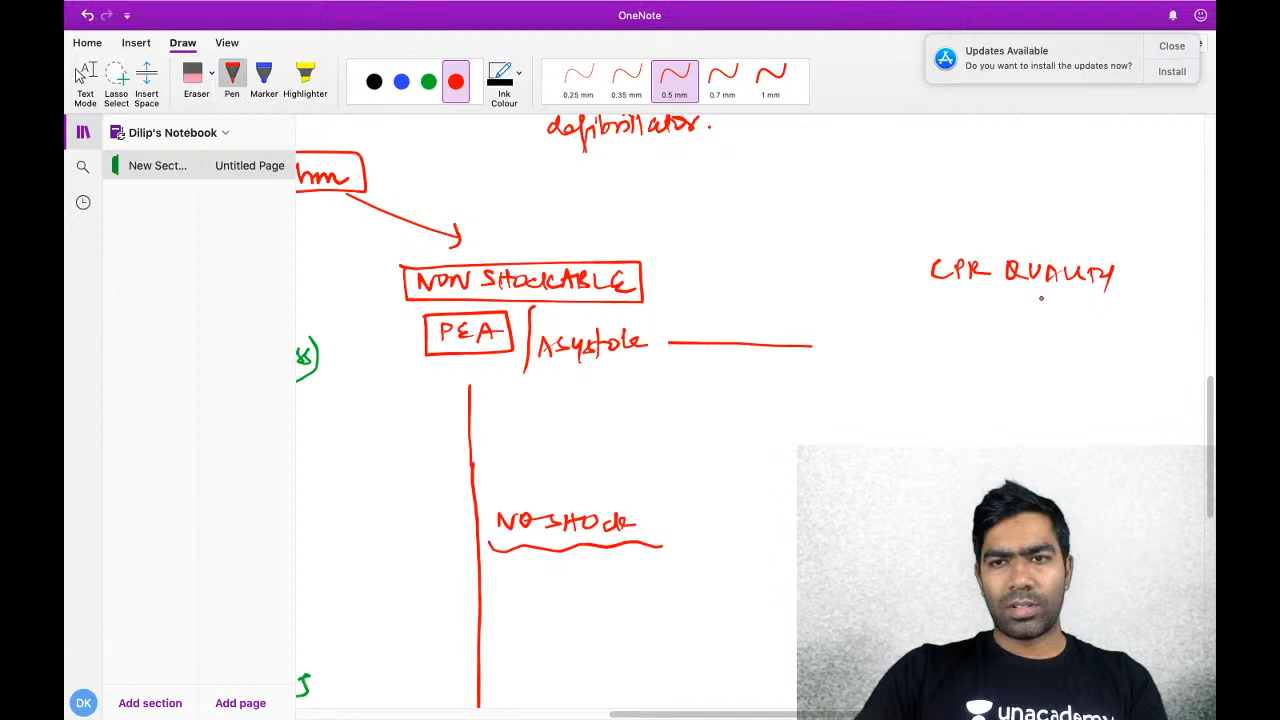 OneNote
Home Insert Draw View
Updates Available
Do you want to install the updates now?
Close
Install
Text Mode
Lasso Select
Insert Space
Eraser
Pen
Marker
Highlighter
Ink Colour
0.25 mm
0.35 mm
0.5 mm
0.7 mm
1 mm
Dilip's Notebook
New Sect...
Untitled Page
defibrillator.
NON SHOCKABLE
CPR QUALITY
PEA
Asystole
NO SHOCK
DK
Add section
Add page
unacademy